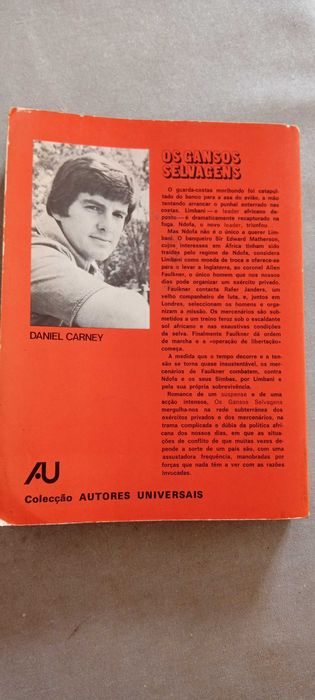 OS GANSOS
SELVAGENS
O guarda-costas moribundo foi catapul-
tado do banco para a asa do avião, a mão
tentando arrancar o punhal enterrado nas
costas. Limbani — o leader africano de-
posto — é dramaticamente recapturado na
fuga. Ndofa, o novo leader, triunfou...
Mas Ndofa não é o único a querer Lim-
bani. O banqueiro Sir Edward Matherson,
cujos interesses em África tinham sido
traídos pelo regime de Ndofa, considera
Limbani como moeda de troca e oferece-se
para o levar a Inglaterra, ao coronel Allen
Faulkner, o único homem que nos nossos
dias pode organizar um exército privado.
Faulkner contacta Rafer Janders, um
velho companheiro de luta, e, juntos em
Londres, seleccionam os homens e organi-
zam a missão. Os mercenários são sub-
metidos a um treino feroz sob o escaldante
sol africano e nas exaustivas condições
da selva. Finalmente Faulkner dá ordem
de marcha e a «operação de libertação»
começa.
A medida que o tempo decorre e a ten-
são se torna quase insustentável, os mer-
cenários de Faulkner combatem, contra
Ndofa e os seus Simbas, por Limbani e
pela sua própria sobrevivência.
Romance de um suspense e de uma
acção intensos, Os Gansos Selvagens
mergulha-nos na rede subterrânea dos
exércitos privados e dos mercenários, na
trama complicada e dúbia da política afri-
cana dos nossos dias, em que as situa-
ções de conflito de que muitas vezes depen-
de a sorte de um país são, com uma
assustadora frequência, manobradas por
forças que nada têm a ver com as razões
invocadas.
DANIEL CARNEY
AU
Colecção AUTORES UNIVERSAIS